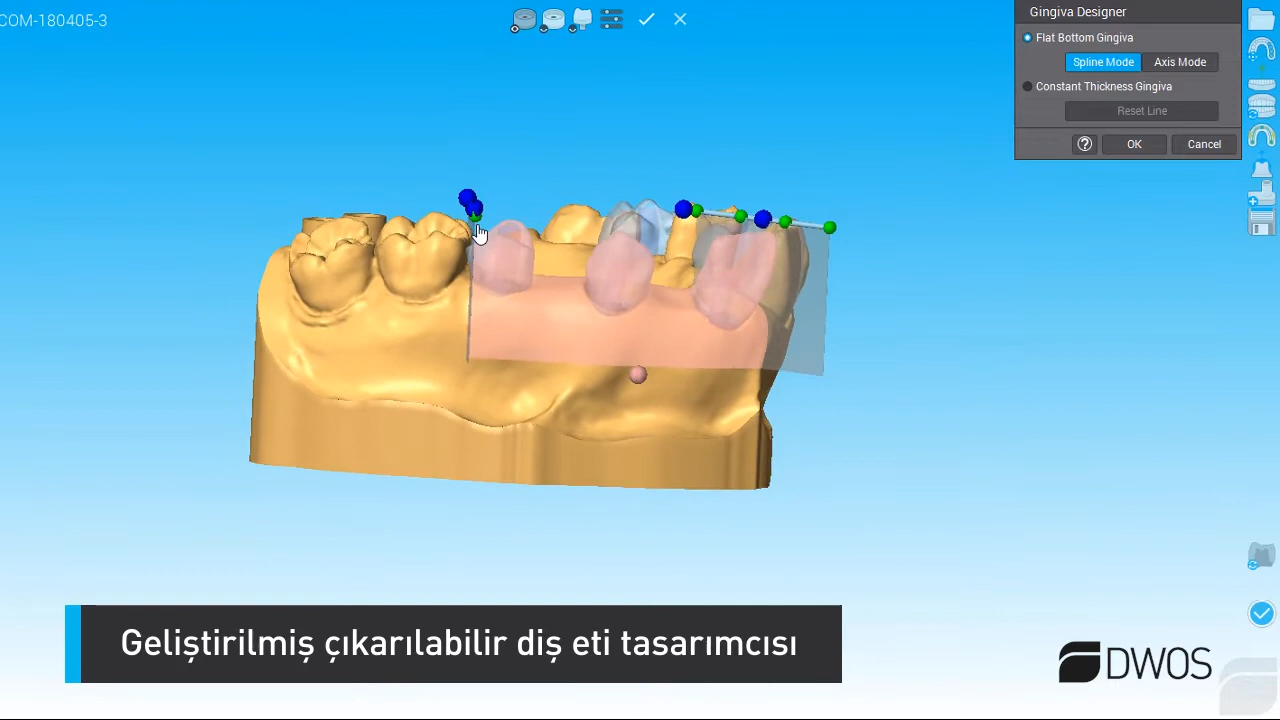 COM-180405-3
Gingiva Designer
Flat Bottom Gingiva
Spline Mode Axis Mode
Constant Thickness Gingiva
Reset Line
? OK Cancel
Geliştirilmiş çıkarılabilir diş eti tasarımcısı
DWOS